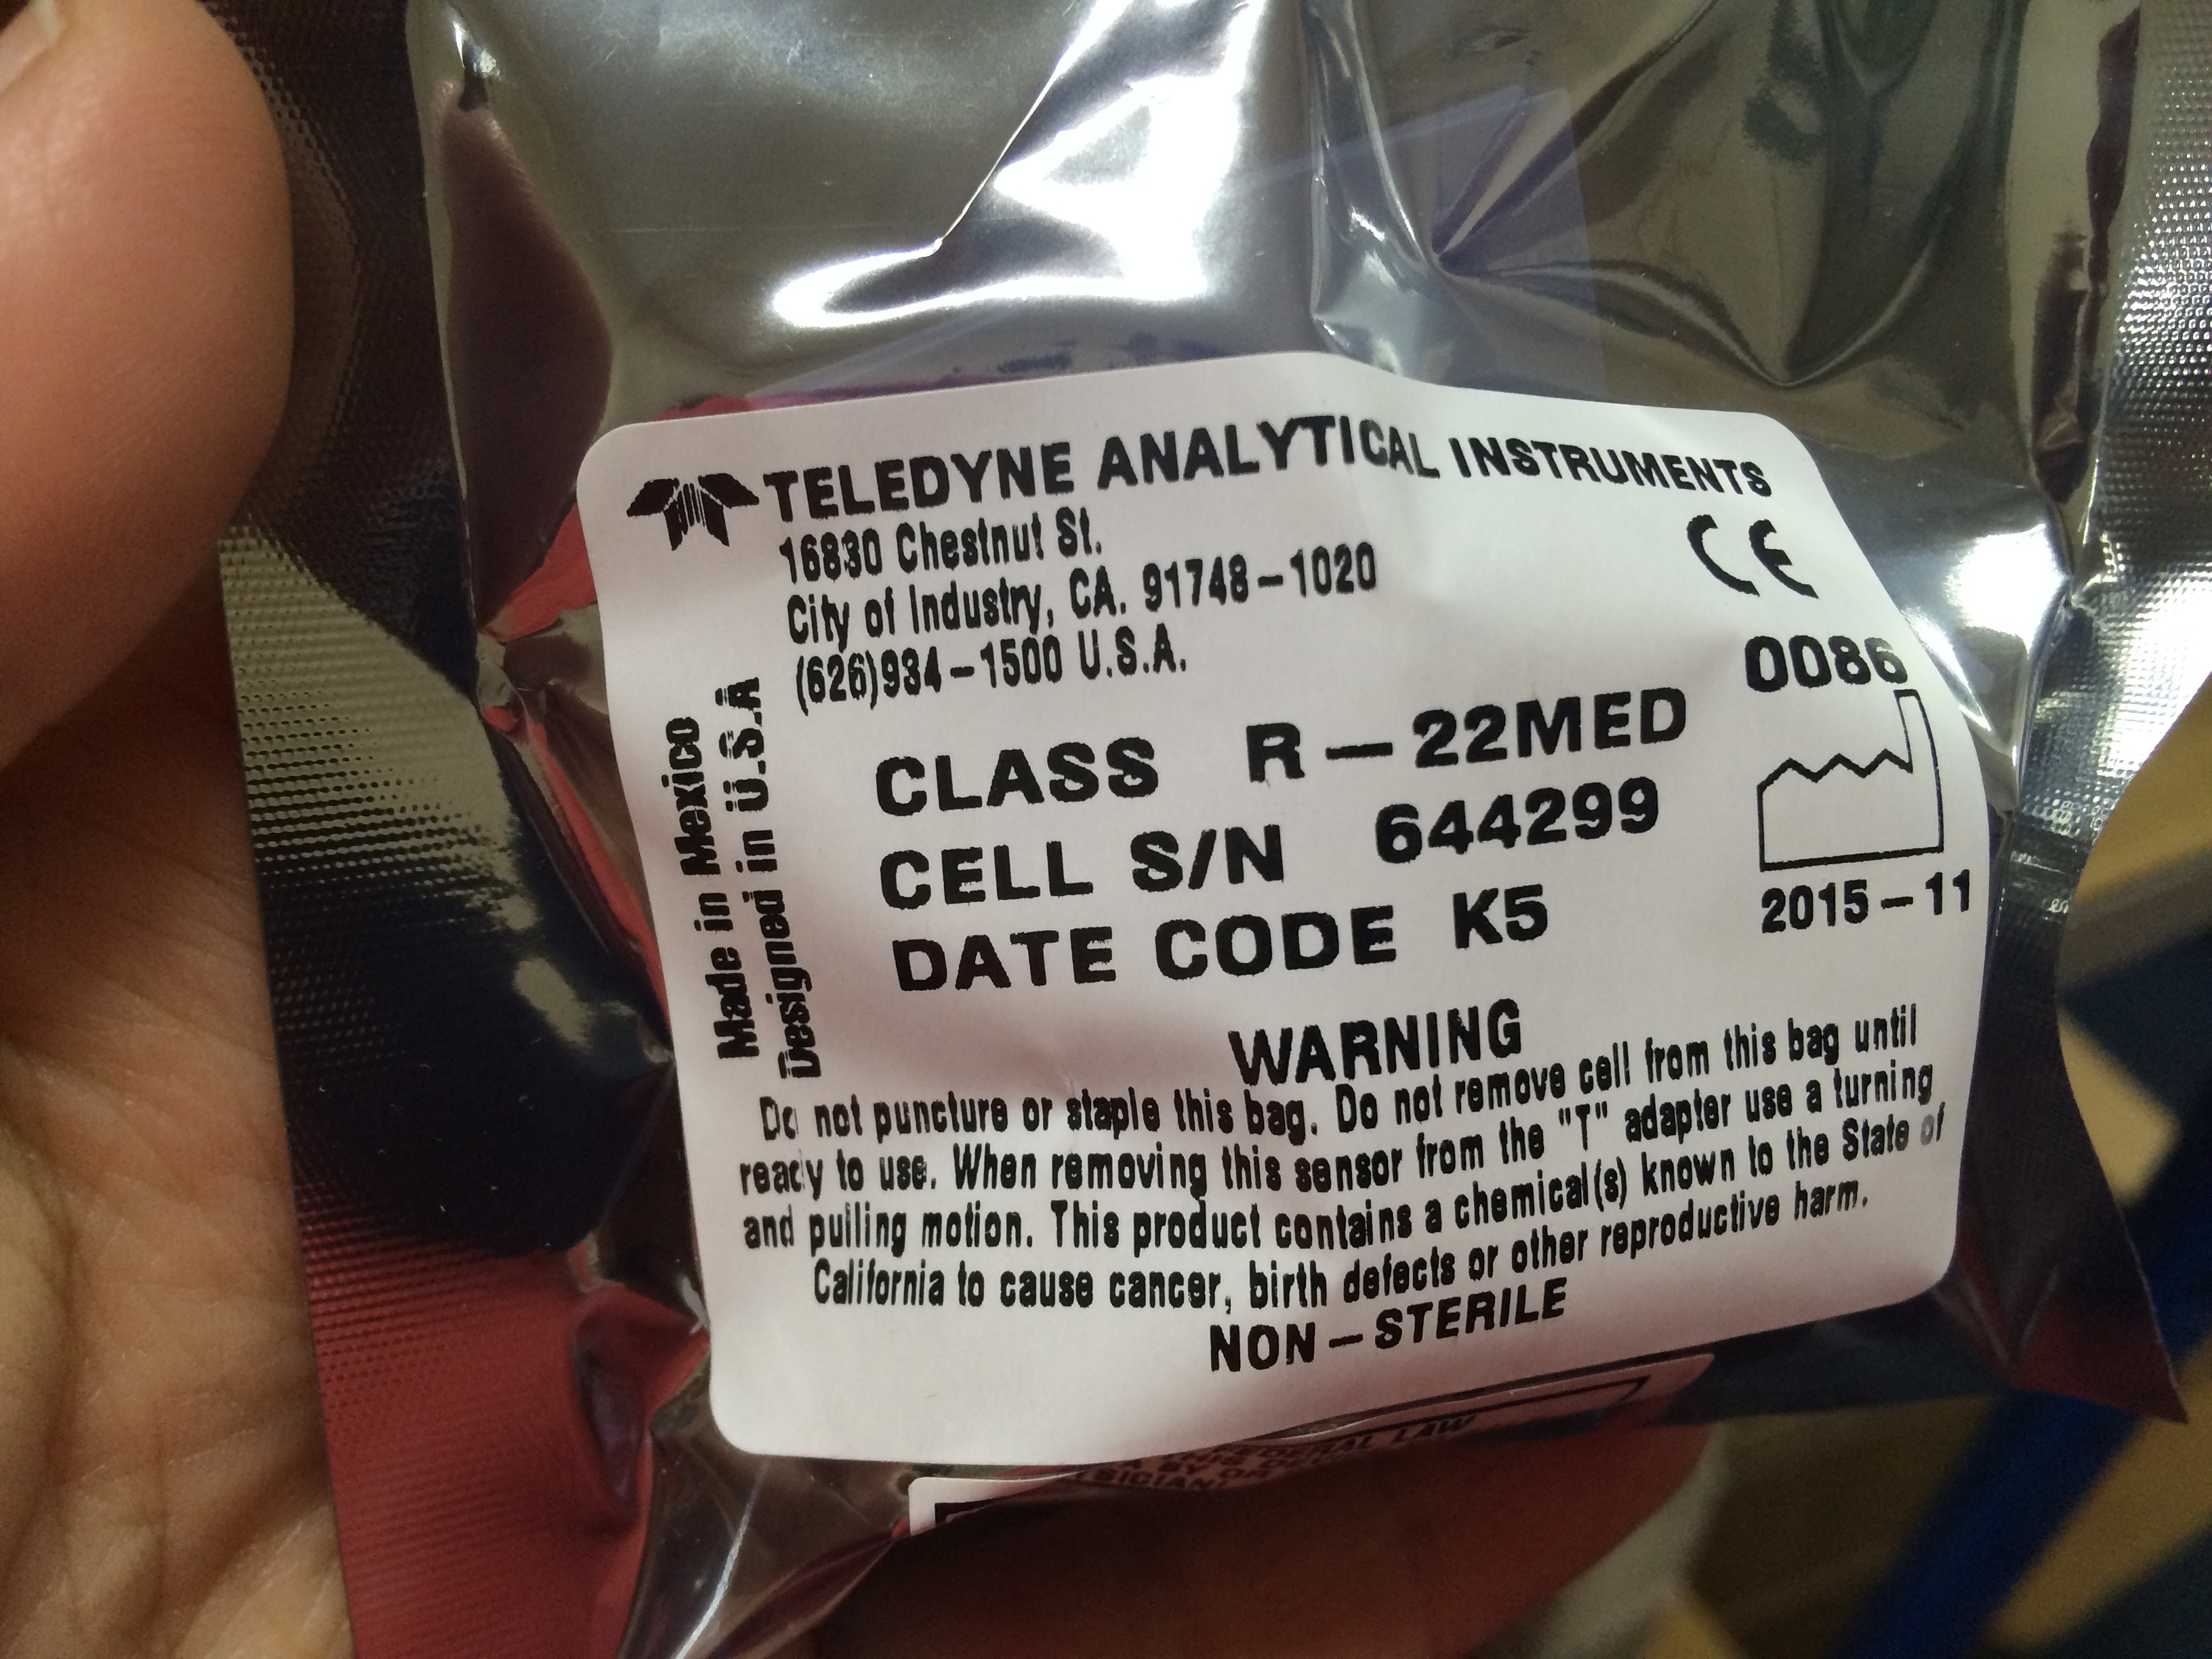 TELEDYNE ANALYTICAL INSTRUMENTS
16830 Chestnut St.
City of Industry, CA. 91748-1020
(626)934-1500 U.S.A.
CE
0086
Made in Mexico
Designed in U.S.A
CLASS R-22MED
CELL S/N 644299
DATE CODE K5
2015-11
WARNING
Do not puncture or staple this bag. Do not remove cell from this bag until
ready to use. When removing this sensor from the "T" adapter use a turning
and pulling motion. This product contains a chemical(s) known to the State of
California to cause cancer, birth defects or other reproductive harm.
NON-STERILE
FEDERAL LAW